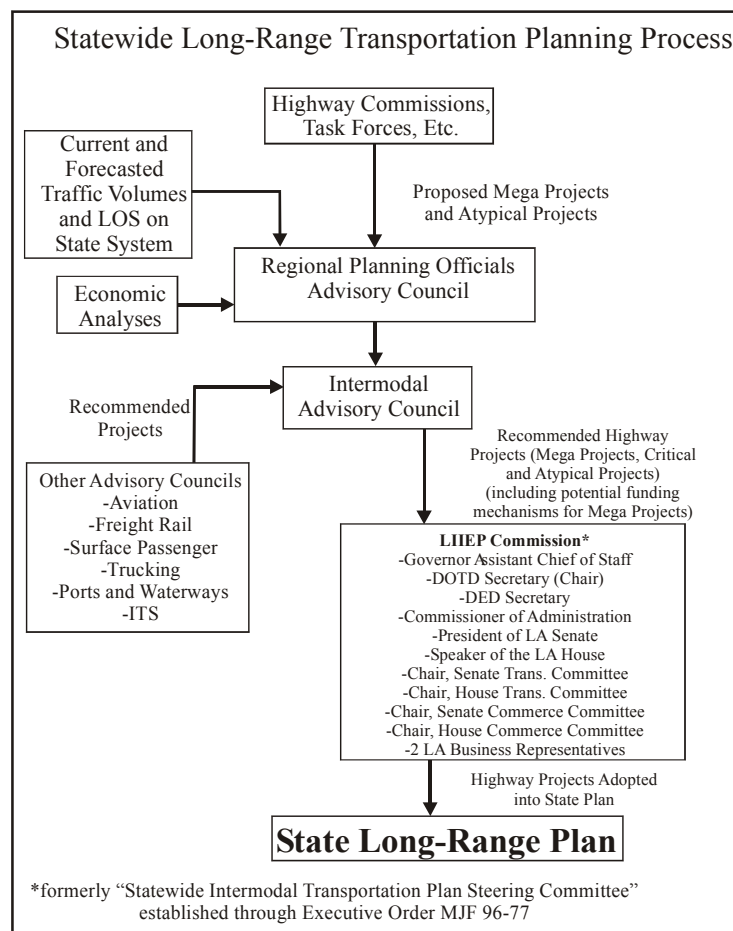 Statewide Long-Range Transportation Planning Process
Highway Commissions,
Task Forces, Etc.
Current and
Forecasted
Traffic Volumes
and LOS on
State System
Proposed Mega Projects
and Atypical Projects
Regional Planning Officials
Advisory Council
Economic
Analyses
Intermodal
Advisory Council
Recommended
Projects
Other Advisory Councils
-Aviation
-Freight Rail
-Surface Passenger
-Trucking
-Ports and Waterways
-ITS
Recommended Highway
Projects (Mega Projects, Critical
and Atypical Projects)
(including potential funding
mechanisms for Mega Projects)
LIIEP Commission*
-Governor Assistant Chief of Staff
-DOTD Secretary (Chair)
-DED Secretary
-Commissioner of Administration
-President of LA Senate
-Speaker of the LA House
-Chair, Senate Trans. Committee
-Chair, House Trans. Committee
-Chair, Senate Commerce Committee
-Chair, House Commerce Committee
-2 LA Business Representatives
Highway Projects Adopted
into State Plan
State Long-Range Plan
*formerly “Statewide Intermodal Transportation Plan Steering Committee”
established through Executive Order MJF 96-77